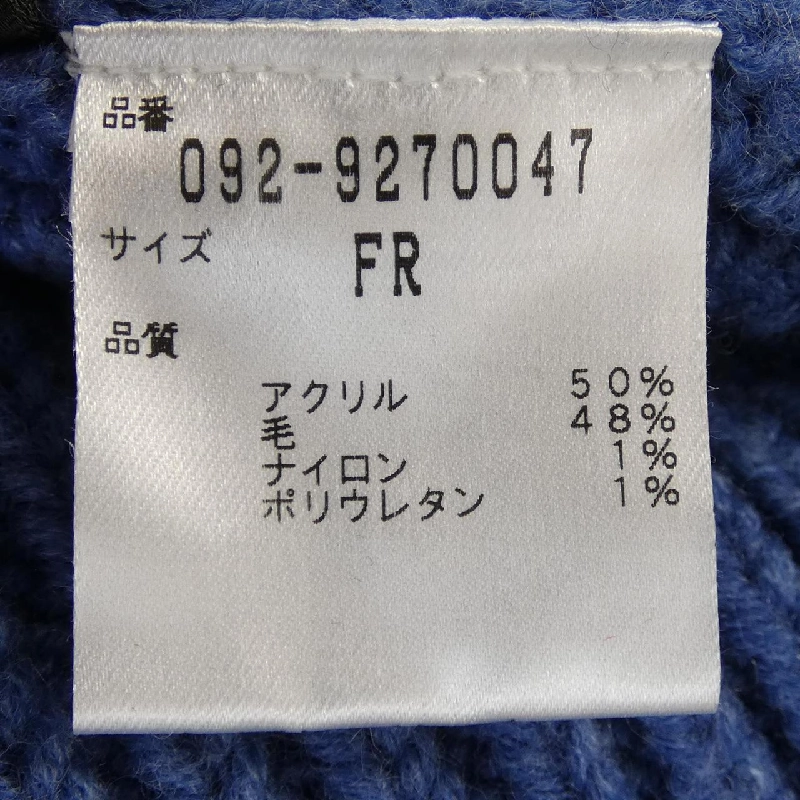 品番
092-9270047
サイズ FR
品質
アクリル 50%
毛 48%
ナイロン 1%
ポリウレタン 1%